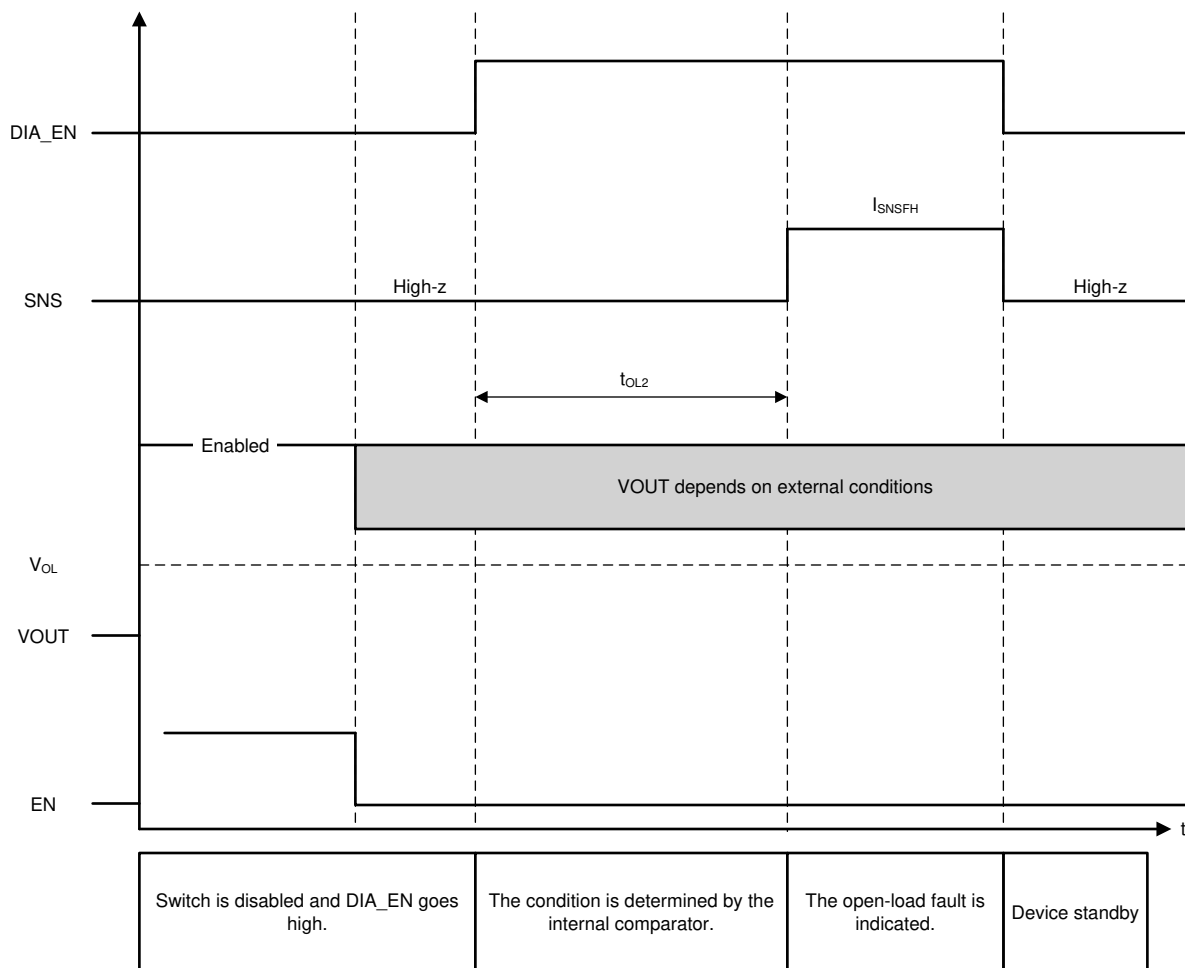 DIA_EN
I_SNSFH
SNS
High-z
High-z
t_OL2
Enabled
VOUT depends on external conditions
V_OL
VOUT
EN
t
Switch is disabled and DIA_EN goes
high.
The condition is determined by the
internal comparator.
The open-load fault is
indicated.
Device standby